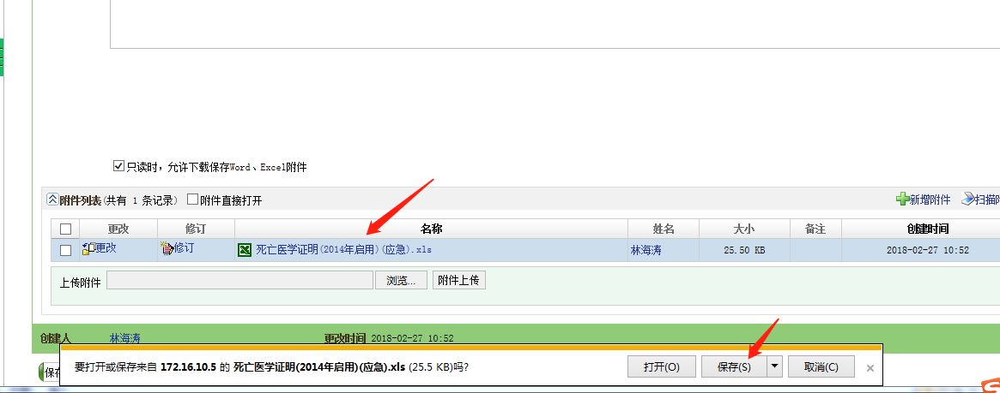 只读时，允许下载保存Word、Excel附件
附件列表(共有 1 条记录) 附件直接打开 新增附件 扫描附
更改 修订 名称 姓名 大小 备注 创建时间
更改 修订 死亡医学证明(2014年启用)(应急).xls 林海涛 25.50 KB 2018-02-27 10:52
上传附件 浏览... 附件上传
创建人 林海涛 更改时间 2018-02-27 10:52
要打开或保存来自 172.16.10.5 的 死亡医学证明(2014年启用)(应急).xls (25.5 KB)吗? 打开(O) 保存(S) 取消(C)
保存